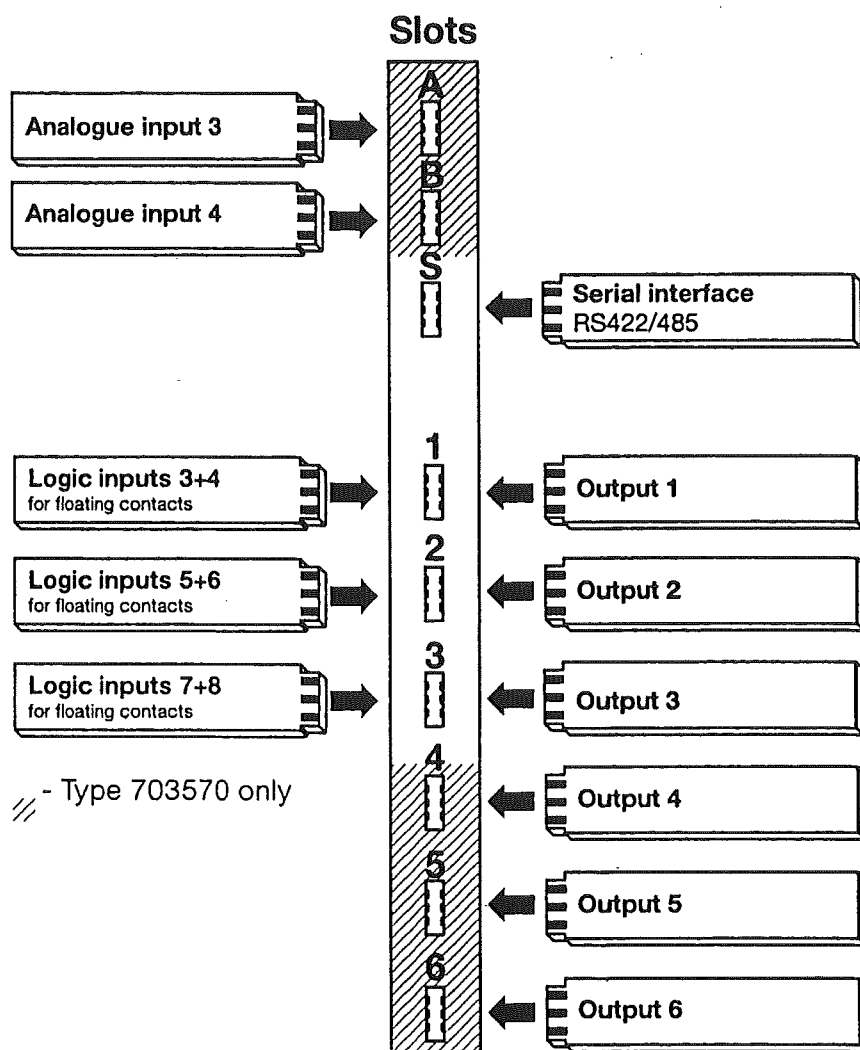 Slots
A
Analogue input 3
B
Analogue input 4
S
Serial interface
RS422/485
1
Logic inputs 3+4
for floating contacts
Output 1
2
Logic inputs 5+6
for floating contacts
Output 2
3
Logic inputs 7+8
for floating contacts
Output 3
4
- Type 703570 only
Output 4
5
Output 5
6
Output 6